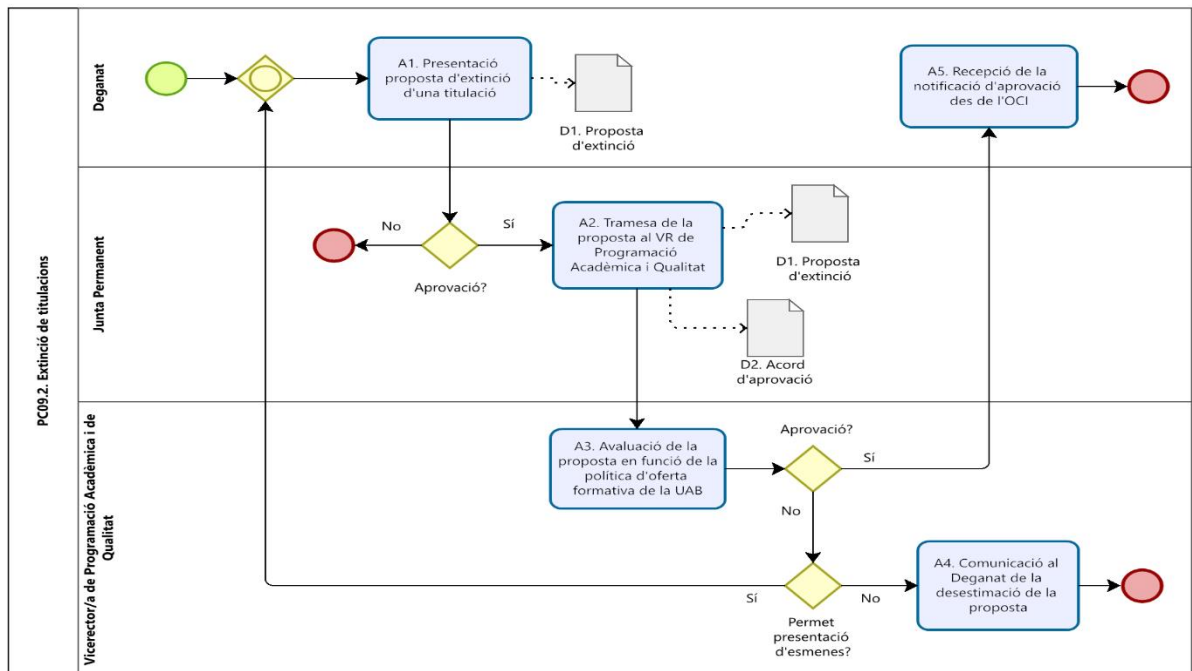 PC09.2. Extinció de titulacions
Deganat
A1. Presentació
proposta d'extinció
d'una titulació
D1. Proposta
d'extinció
A5. Recepció de la
notificació d'aprovació
des de l'OCI
Junta Permanent
No
Sí
Aprovació?
A2. Tramesa de la
proposta al VR de
Programació
Acadèmica i Qualitat
D1. Proposta
d'extinció
D2. Acord
d'aprovació
Vicerector/a de Programació Acadèmica i de
Qualitat
A3. Avaluació de la
proposta en funció de la
política d'oferta
formativa de la UAB
Aprovació?
Sí
No
Sí
No
Permet
presentació
d'esmenes?
A4. Comunicació al
Deganat de la
desestimació de la
proposta